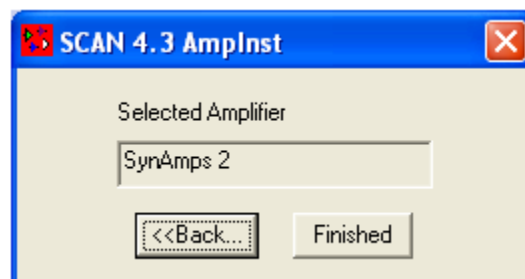 SCAN 4.3 AmpInst
Selected Amplifier
SynAmps 2
<<Back... Finished